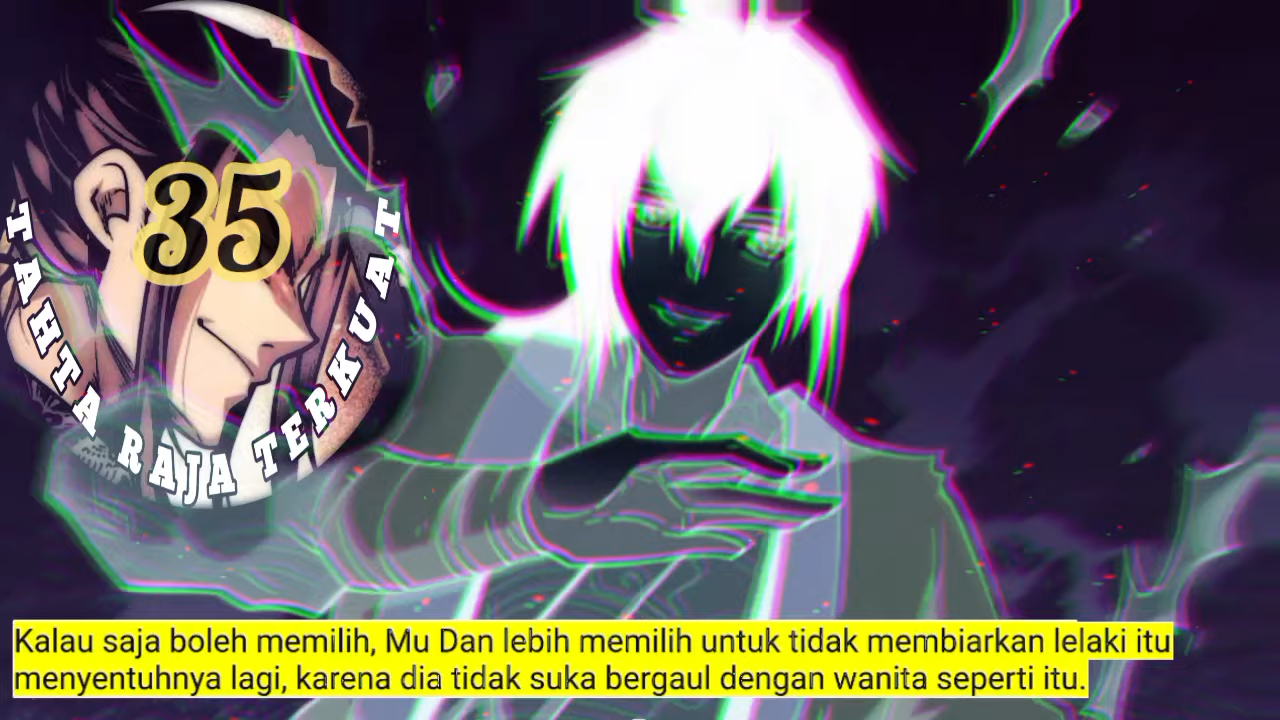 35
TAHTA RAJA TERKUAT
Kalau saja boleh memilih, Mu Dan lebih memilih untuk tidak membiarkan lelaki itu
menyentuhnya lagi, karena dia tidak suka bergaul dengan wanita seperti itu.